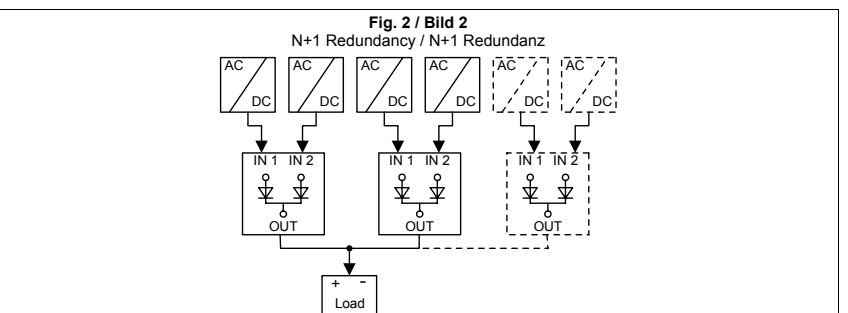 Fig. 2 / Bild 2
N+1 Redundancy / N+1 Redundanz
AC AC AC AC AC AC
DC DC DC DC DC DC
IN 1 IN 2 IN 1 IN 2 IN 1 IN 2
OUT OUT OUT
+ -
Load